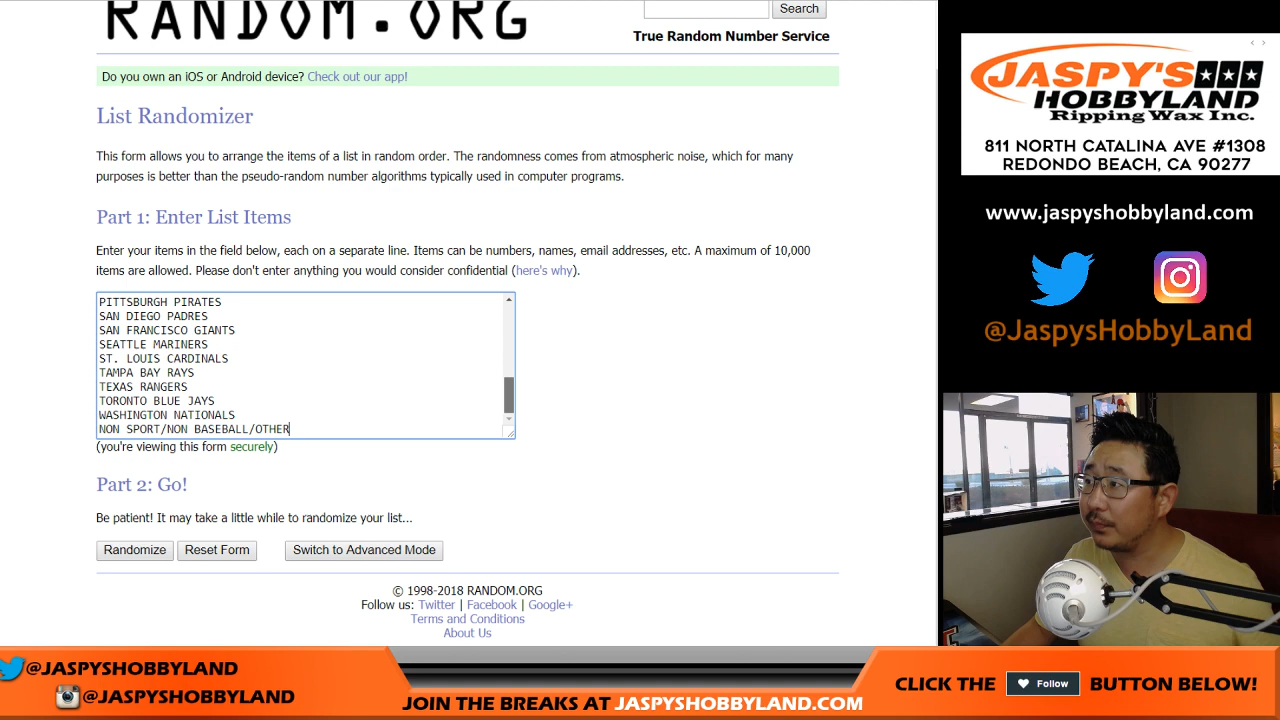 RANDOM.ORG
Search
True Random Number Service
Do you own an iOS or Android device? Check out our app!
List Randomizer
This form allows you to arrange the items of a list in random order. The randomness comes from atmospheric noise, which for many
purposes is better than the pseudo-random number algorithms typically used in computer programs.
Part 1: Enter List Items
Enter your items in the field below, each on a separate line. Items can be numbers, names, email addresses, etc. A maximum of 10,000
items are allowed. Please don't enter anything you would consider confidential (here's why).
PITTSBURGH PIRATES
SAN DIEGO PADRES
SAN FRANCISCO GIANTS
SEATTLE MARINERS
ST. LOUIS CARDINALS
TAMPA BAY RAYS
TEXAS RANGERS
TORONTO BLUE JAYS
WASHINGTON NATIONALS
NON SPORT/NON BASEBALL/OTHER
(you're viewing this form securely)
Part 2: Go!
Be patient! It may take a little while to randomize your list...
Randomize Reset Form Switch to Advanced Mode
© 1998-2018 RANDOM.ORG
Follow us: Twitter | Facebook | Google+
Terms and Conditions
About Us
JASPY'S
HOBBYLAND
Ripping Wax Inc.
811 NORTH CATALINA AVE #1308
REDONDO BEACH, CA 90277
www.jaspyshobbyland.com
@JaspysHobbyLand
@JASPYSHOBBYLAND
@JASPYSHOBBYLAND
JOIN THE BREAKS AT JASPYSHOBBYLAND.COM
CLICK THE Follow BUTTON BELOW!